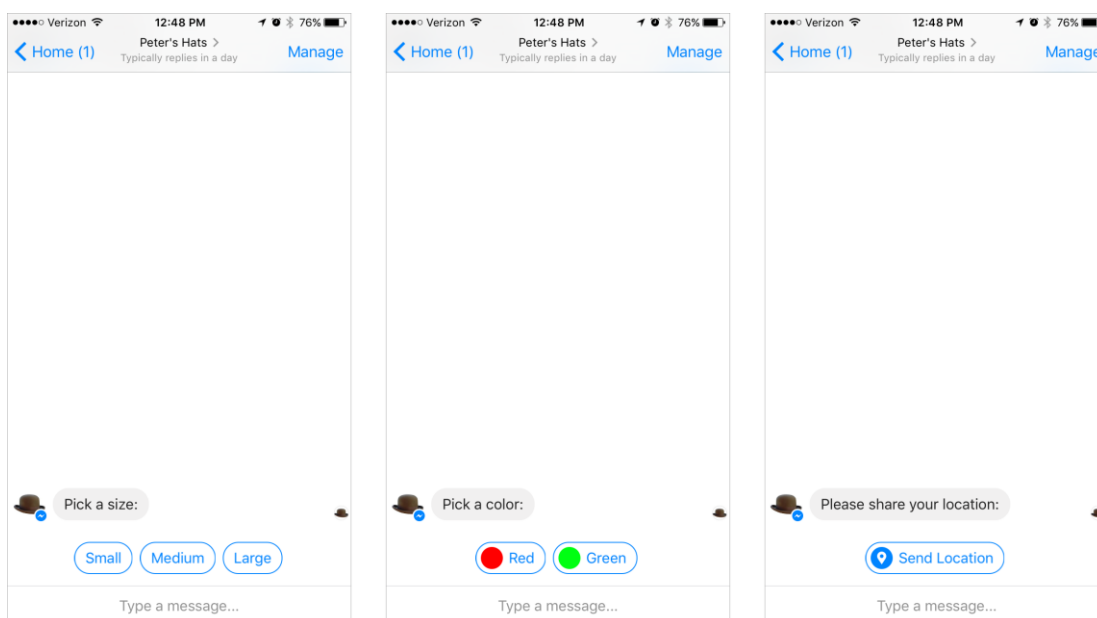 Verizon 12:48 PM 76%
Home (1) Peter's Hats > Manage
Typically replies in a day
Pick a size:
Small Medium Large
Type a message...
Verizon 12:48 PM 76%
Home (1) Peter's Hats > Manage
Typically replies in a day
Pick a color:
Red Green
Type a message...
Verizon 12:48 PM 76%
Home (1) Peter's Hats > Manage
Typically replies in a day
Please share your location:
Send Location
Type a message...